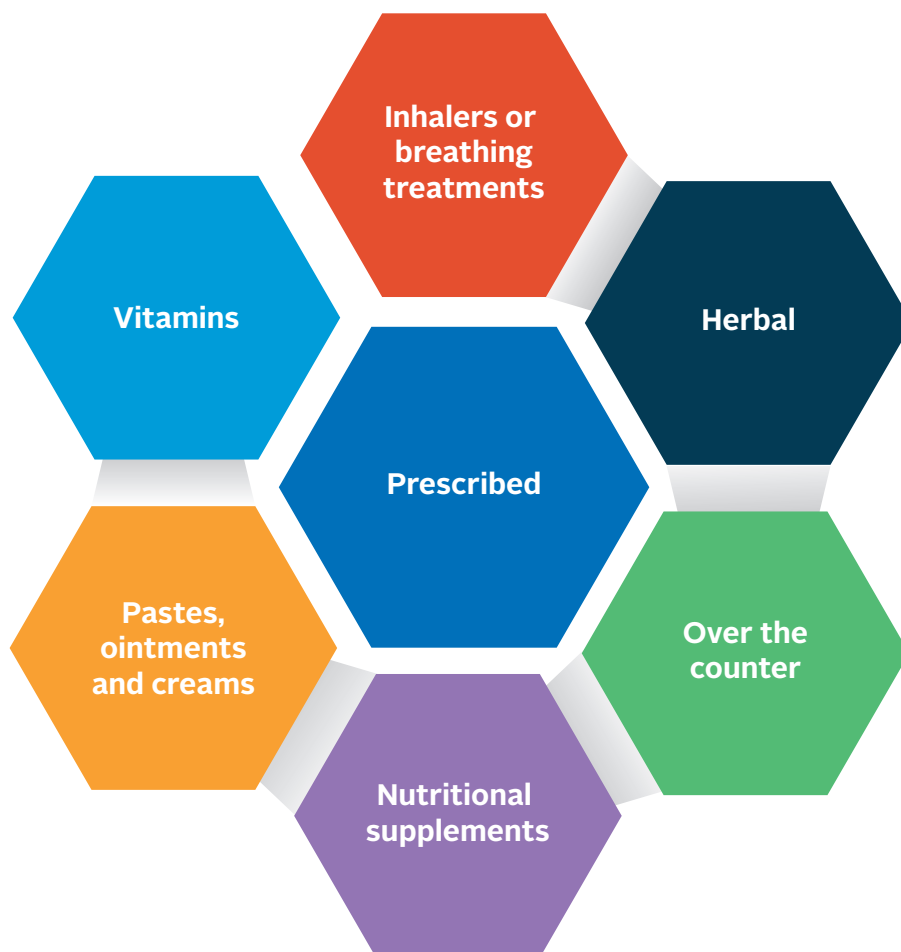 Inhalers or
breathing
treatments
Vitamins
Herbal
Prescribed
Pastes,
ointments
and creams
Over the
counter
Nutritional
supplements